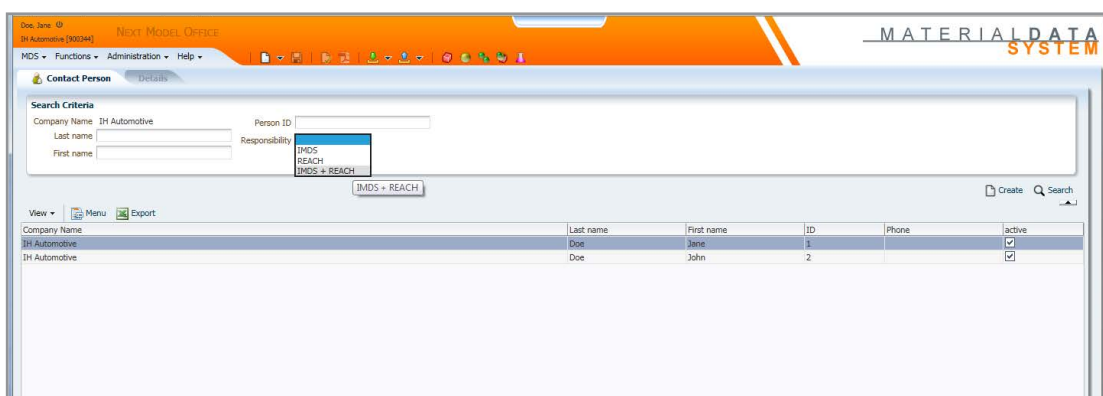 Doe, Jane
IH Automotive [900344]
NEXT MODEL OFFICE
MATERIALDATA
SYSTEM
MDS Functions Administration Help
Contact Person Details
Search Criteria
Company Name IH Automotive Person ID
Last name Responsibility
First name
IMDS
REACH
IMDS + REACH
IMDS + REACH
Create Search
View Menu Export
Company Name Last name First name ID Phone active
IH Automotive Doe Jane 1
IH Automotive Doe John 2